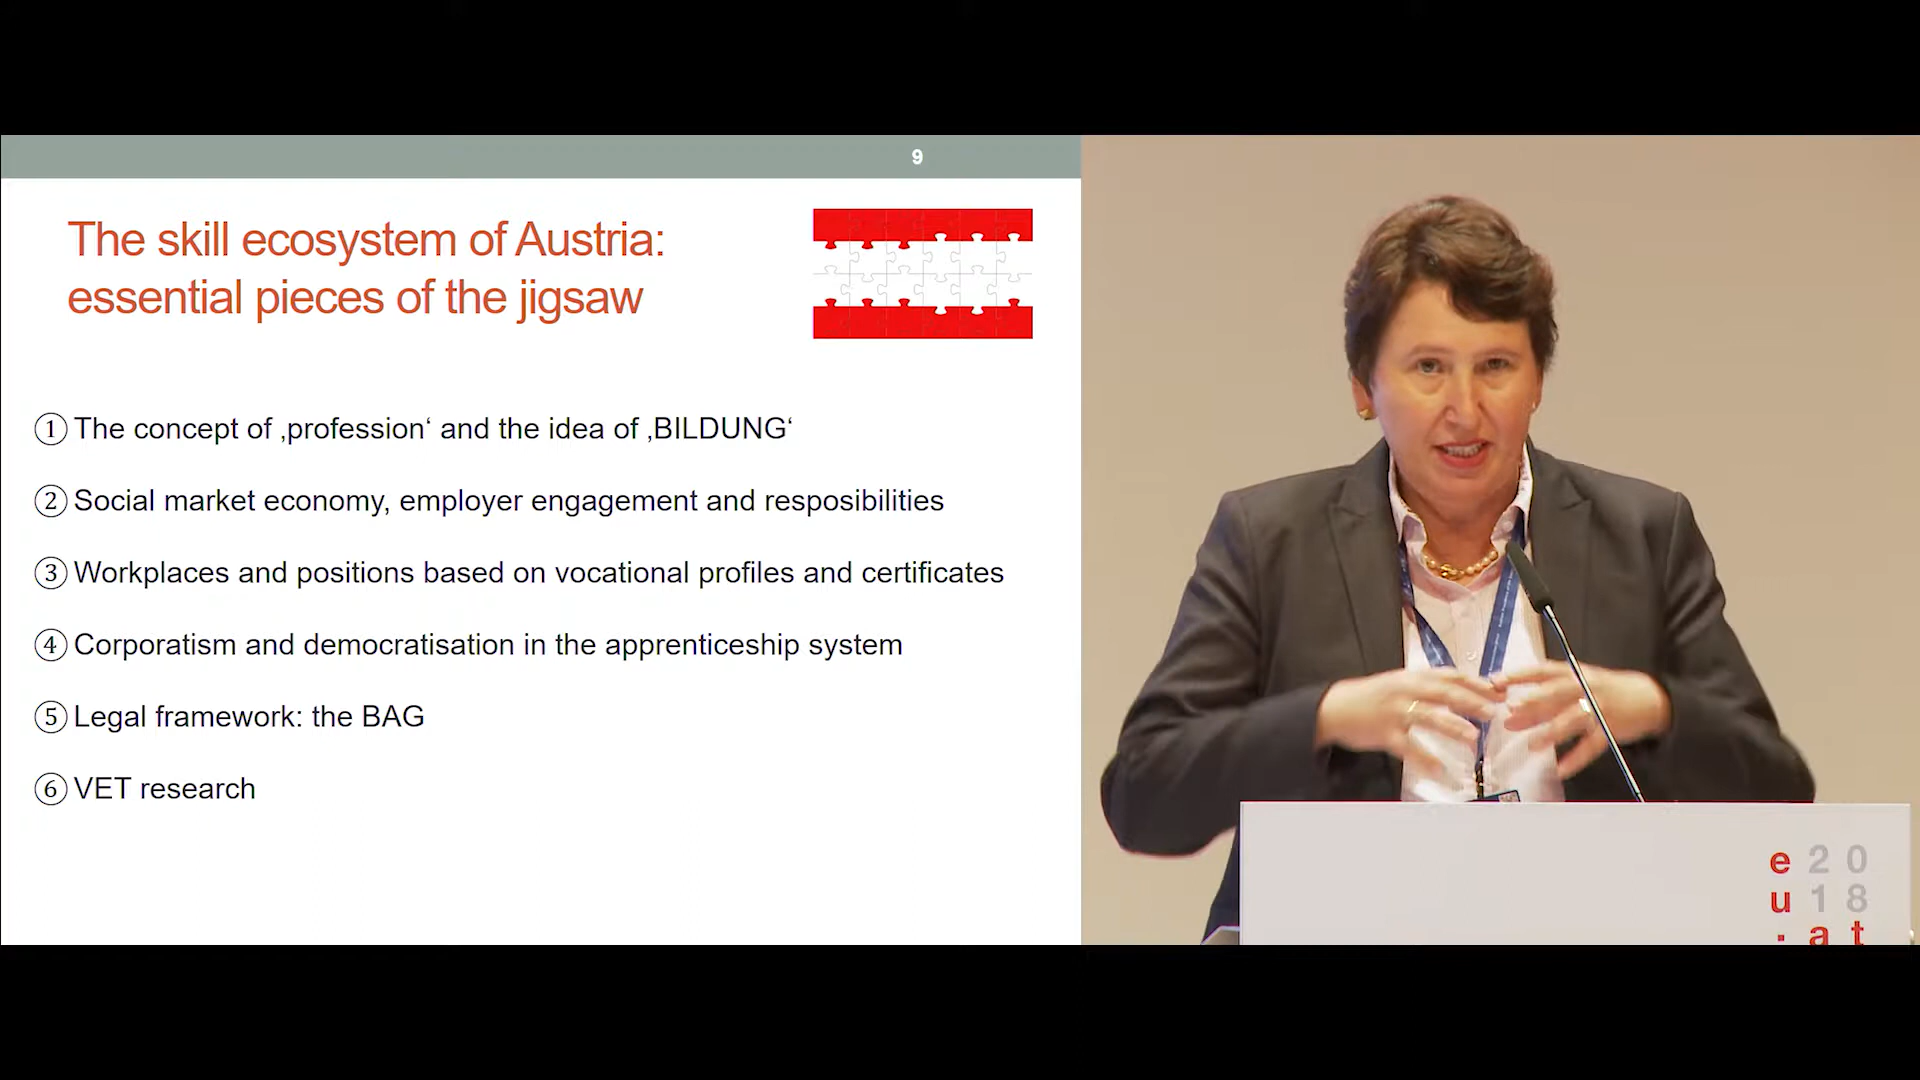 9
The skill ecosystem of Austria:
essential pieces of the jigsaw
① The concept of ‚profession‘ and the idea of ‚BILDUNG‘
② Social market economy, employer engagement and resposibilities
③ Workplaces and positions based on vocational profiles and certificates
④ Corporatism and democratisation in the apprenticeship system
⑤ Legal framework: the BAG
⑥ VET research
e 2 0
u 1 8
. a t